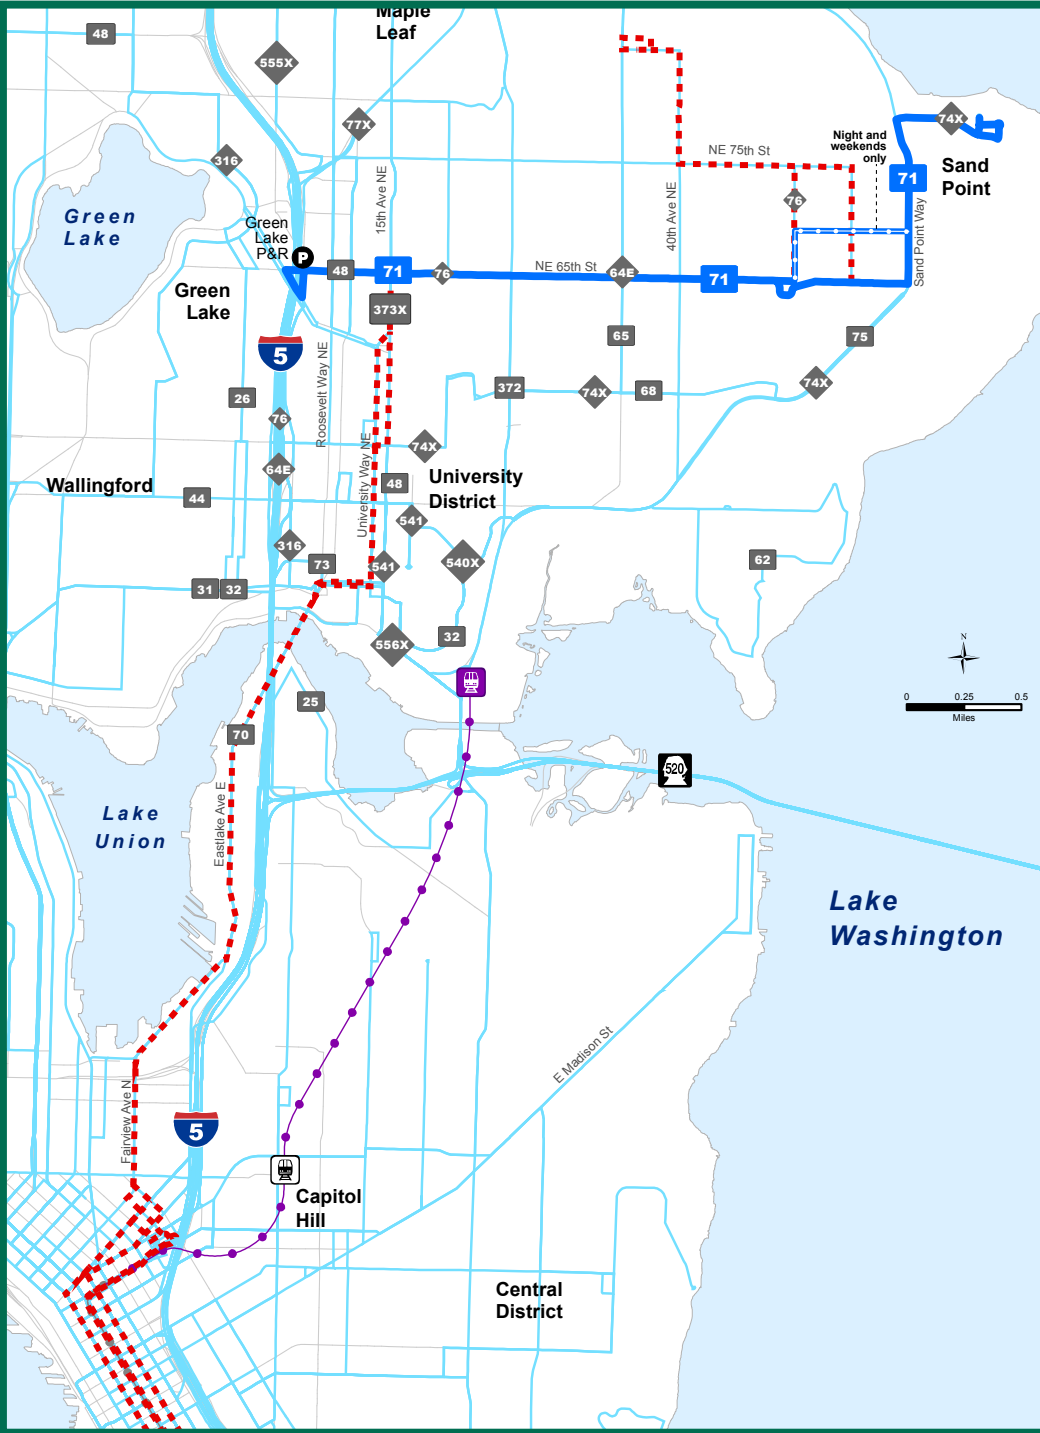 Maple
Leaf
48
555X
77X
316
15th Ave NE
NE 75th St
40th Ave NE
Night and
weekends
only
74X
Sand
Point
71
76
Sand Point Way
Green
Lake
Green
Lake
P&R
P
48
71
76
NE 65th St
64E
71
Green
Lake
373X
5
Roosevelt Way NE
65
75
26
372
74X
68
74X
76
74X
University Way NE
64E
Wallingford
44
48
University
District
541
316
73
541
540X
62
31
32
556X
32
N
0
0.25
0.5
Miles
25
70
520
Lake
Union
Eastlake Ave E
Lake
Washington
E Madison St
Fairview Ave N
5
Capitol
Hill
Central
District